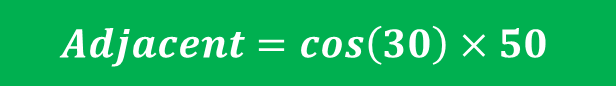 Adjacent = cos(30) × 50